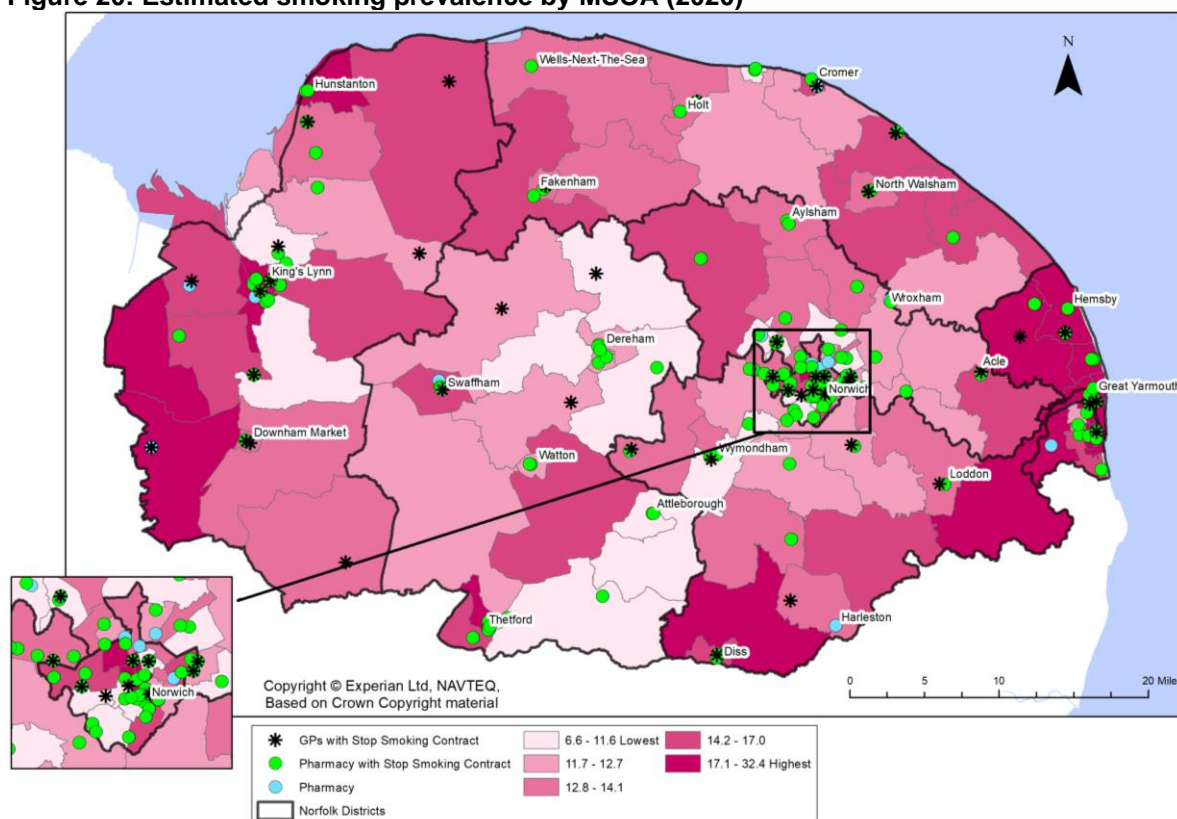 Figure 20: Estimated smoking prevalence by MSOA (2020)
N
Wells-Next-The-Sea
Cromer
Hunstanton
Holt
Fakenham
North Walsham
Aylsham
King's Lynn
Wroxham
Hemsby
Dereham
Acle
Swaffham
Norwich
Great Yarmouth
Downham Market
Wymondham
Watton
Loddon
Attleborough
Thetford
Harleston
Diss
Norwich
Copyright © Experian Ltd, NAVTEQ,
Based on Crown Copyright material
0 5 10 20 Mile
GPs with Stop Smoking Contract
Pharmacy with Stop Smoking Contract
Pharmacy
Norfolk Districts
6.6 - 11.6 Lowest
11.7 - 12.7
12.8 - 14.1
14.2 - 17.0
17.1 - 32.4 Highest